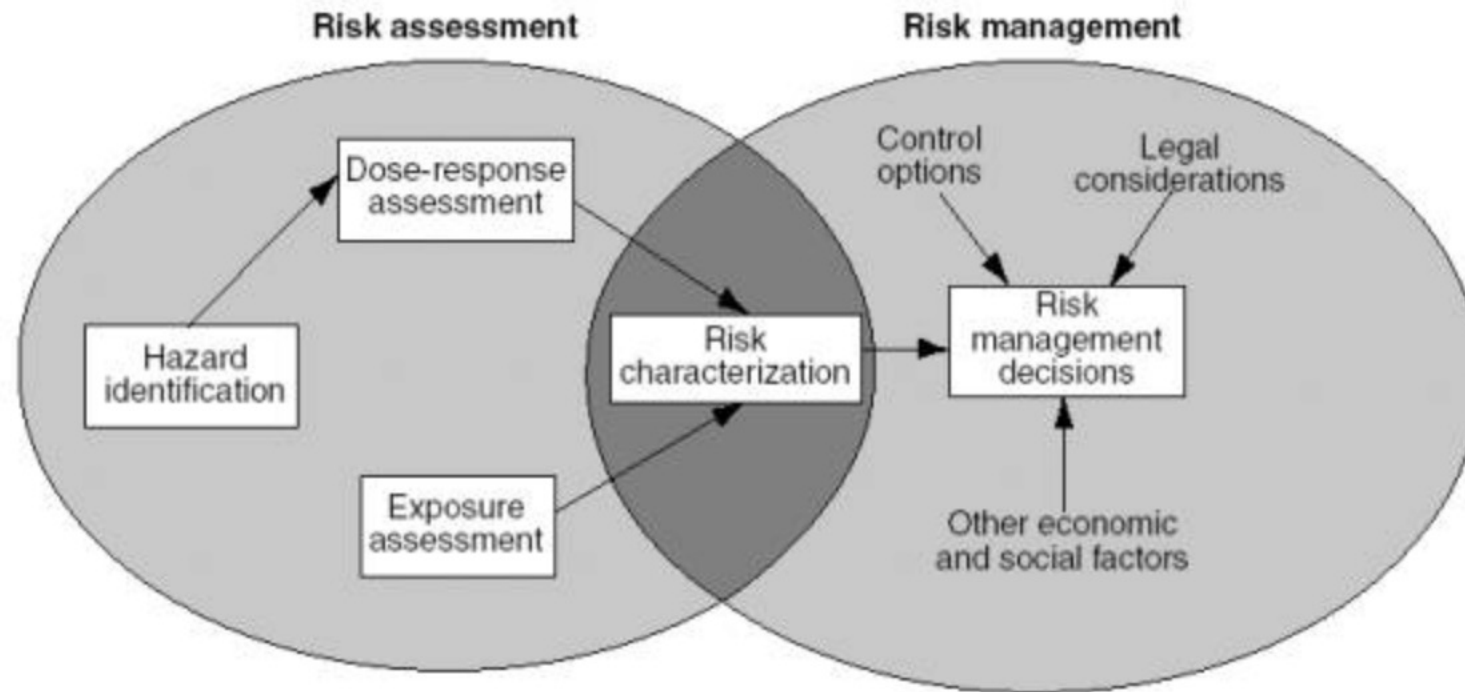 Risk assessment
Risk management
Dose-response
assessment
Control
options
Legal
considerations
Hazard
identification
Risk
characterization
Risk
management
decisions
Exposure
assessment
Other economic
and social factors